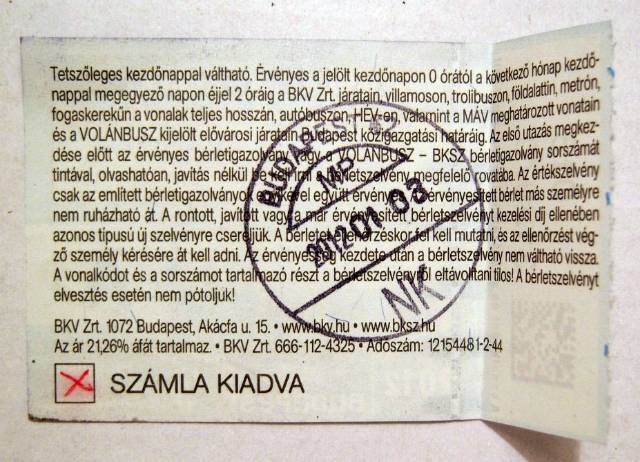 Tetszőleges kezdőnappal váltható. Érvényes a jelölt kezdőnapon 0 órától a következő hónap kezdő-
nappal megegyező napon éjjel 2 óráig a BKV Zrt. járatain, villamoson, trolibuszon, földalattin, metrón,
fogaskerekűn a vonalak teljes hosszán, autóbuszon, HÉV-en, valamint a MÁV meghatározott vonatain
és a VOLÁNBUSZ kijelölt elővárosi járatain Budapest közigazgatási határáig. Az első utazás megkez-
dése előtt az érvényes bérletigazolvány vagy a VOLÁNBUSZ – BKSZ bérletigazolvány sorszámát
tintával, olvashatóan, javítás nélkül be kell írni a bérletszelvény megfelelő rovatába. Az értékszelvény
csak az említett bérletigazolványok egyikével együtt érvényes. Az érvényesített bérlet más személyre
nem ruházható át. A rontott, javított vagy a már érvényesített bérletszelvényt kezelési díj ellenében
azonos típusú új szelvényre cseréljük. A bérletet ellenőrzéskor fel kell mutatni, és az ellenőrzést vég-
ző személy kérésére át kell adni. Az érvényesség kezdete után a bérletszelvény nem váltható vissza.
A vonalkódot és a sorszámot tartalmazó részt a bérletszelvényről eltávolítani tilos! A bérletszelvényt
elvesztés esetén nem pótoljuk!
BKV Zrt. 1072 Budapest, Akácfa u. 15. • www.bkv.hu • www.bksz.hu
Az ár 21,26% áfát tartalmaz. • BKV Zrt. 666-112-4325 • Adószám: 12154481-2-44
X SZÁMLA KIADVA
BUDAPEST
201201 03
NK